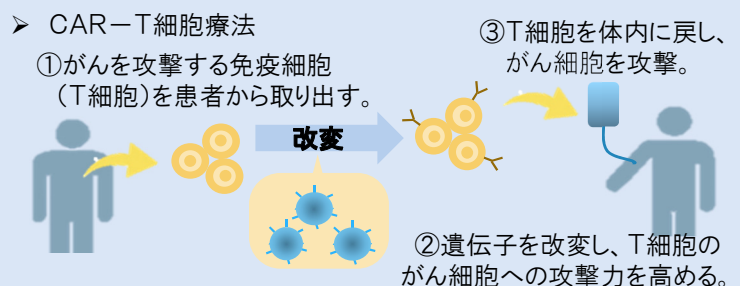 ➢ CAR－T細胞療法
①がんを攻撃する免疫細胞
（T細胞）を患者から取り出す。
改変
③T細胞を体内に戻し、
がん細胞を攻撃。
②遺伝子を改変し、T細胞の
がん細胞への攻撃力を高める。